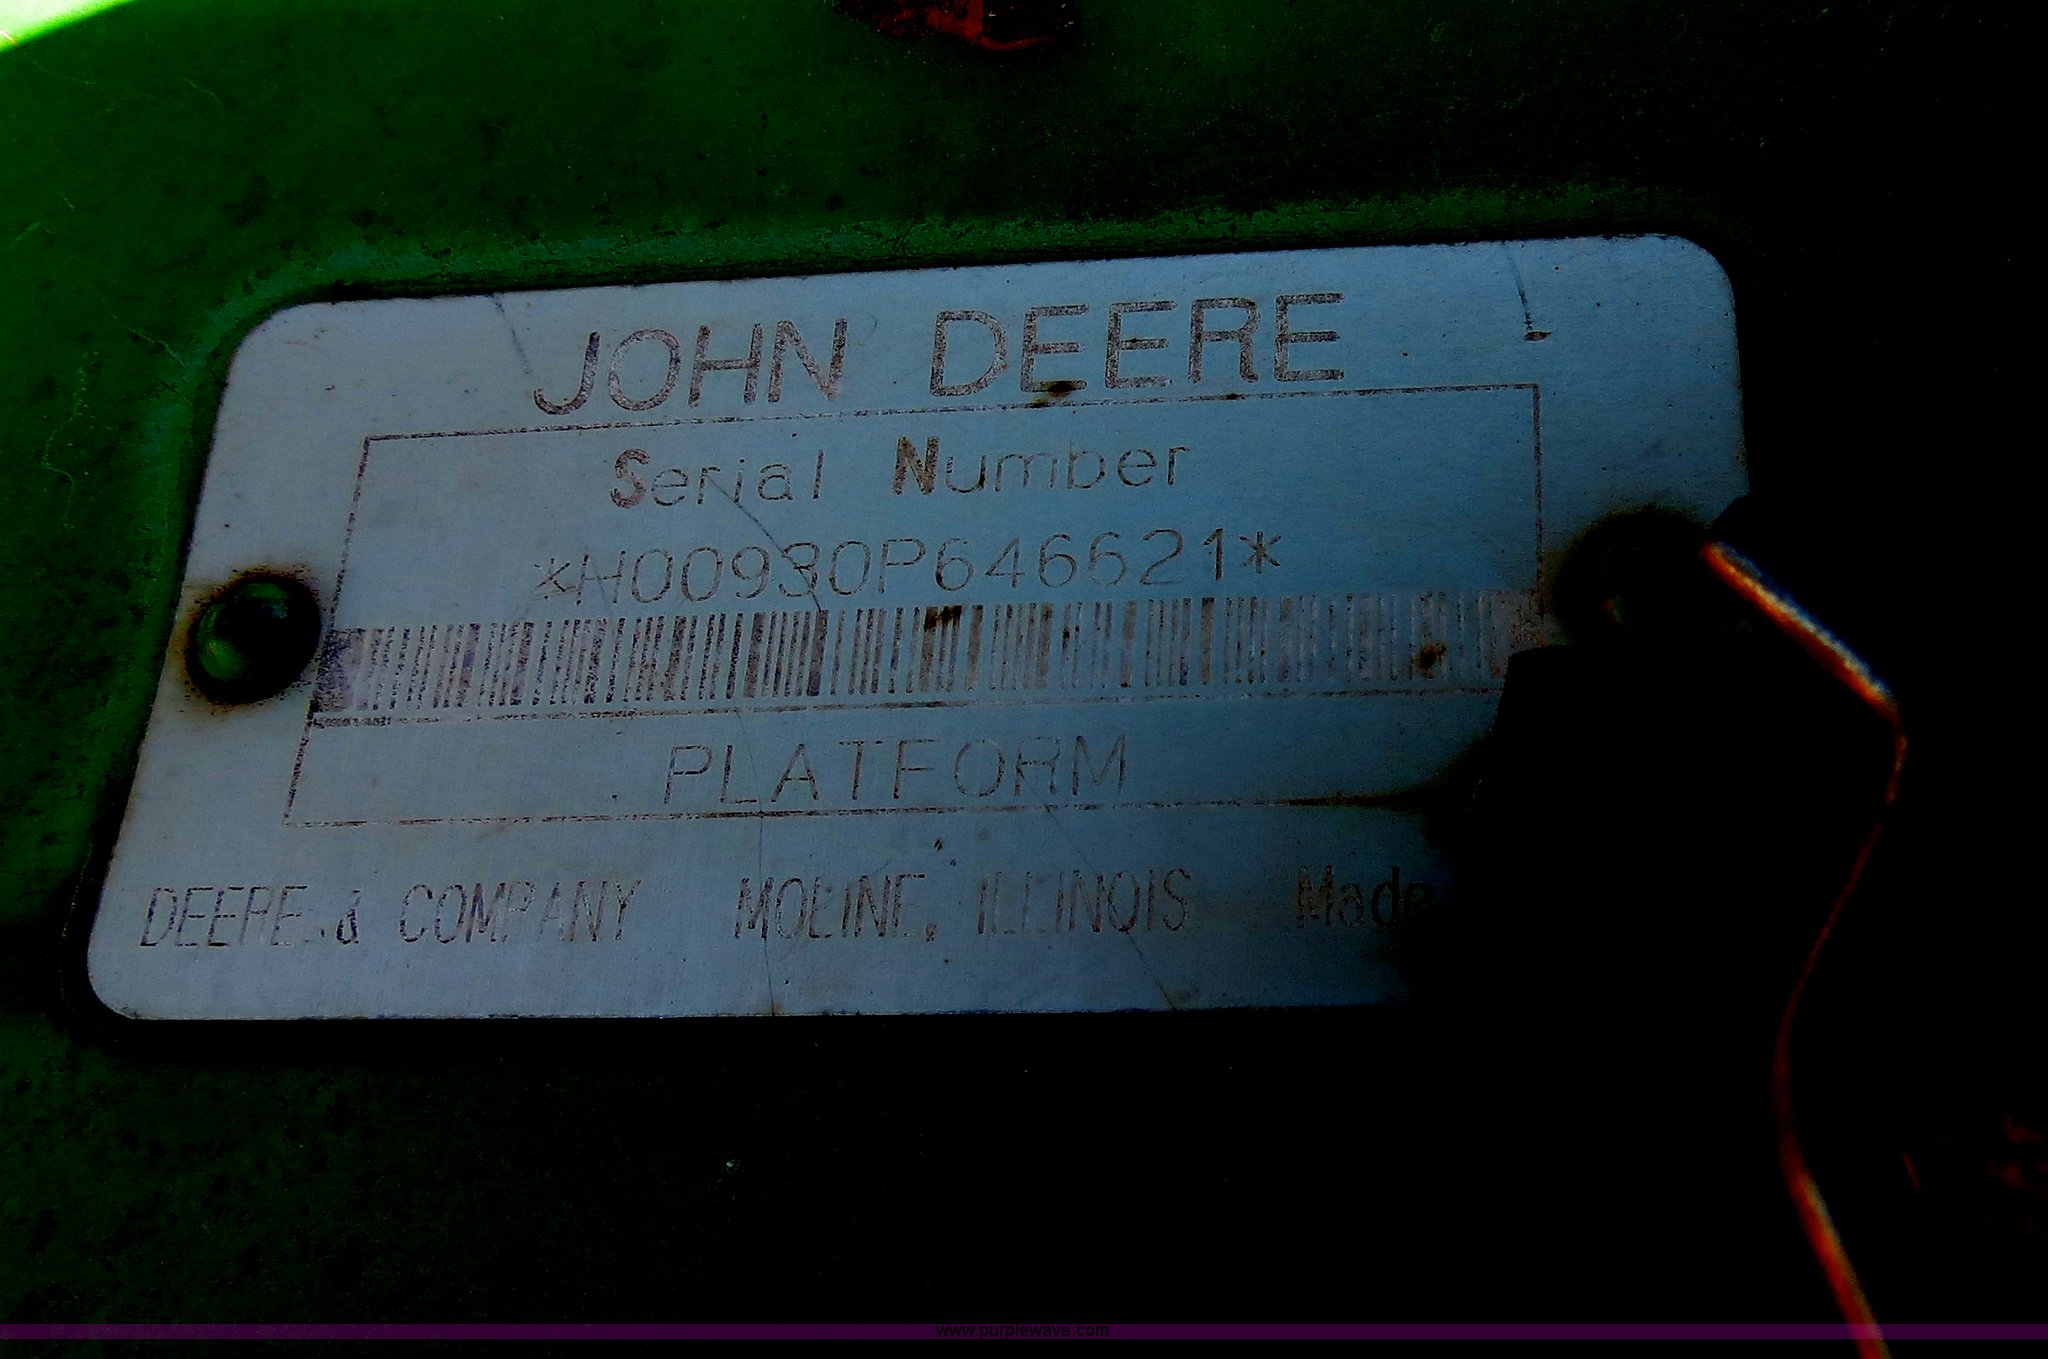 JOHN DEERE
Serial Number
*H00930P646621*
PLATFORM
DEERE & COMPANY MOLINE, ILLINOIS Made
www.purplewave.com